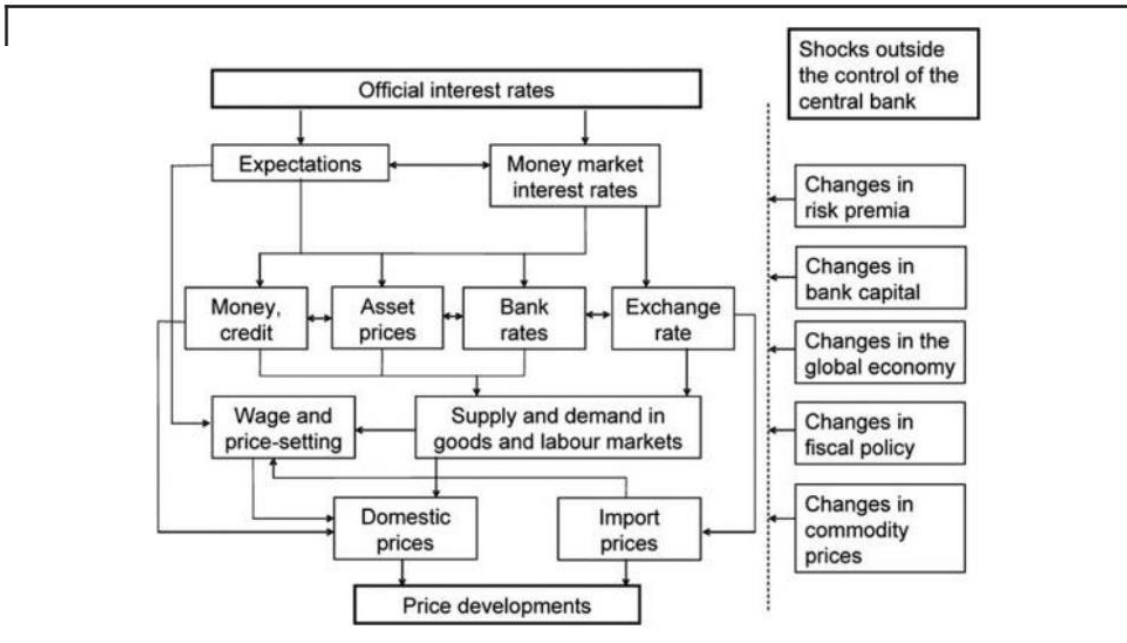 Shocks outside
the control of the
central bank
Official interest rates
Expectations
Money market
interest rates
Changes in
risk premia
Changes in
bank capital
Money,
credit
Asset
prices
Bank
rates
Exchange
rate
Changes in the
global economy
Wage and
price-setting
Supply and demand in
goods and labour markets
Changes in
fiscal policy
Domestic
prices
Import
prices
Changes in
commodity
prices
Price developments